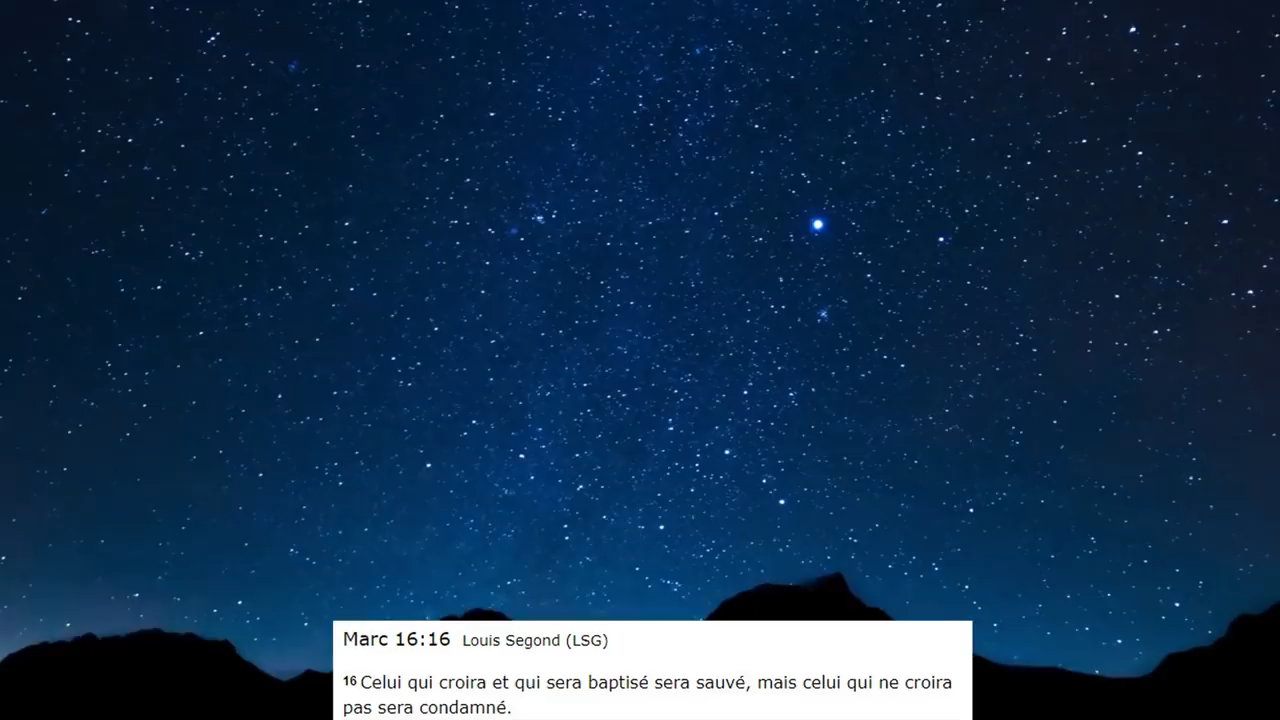 Marc 16:16 Louis Segond (LSG)
16 Celui qui croira et qui sera baptisé sera sauvé, mais celui qui ne croira
pas sera condamné.